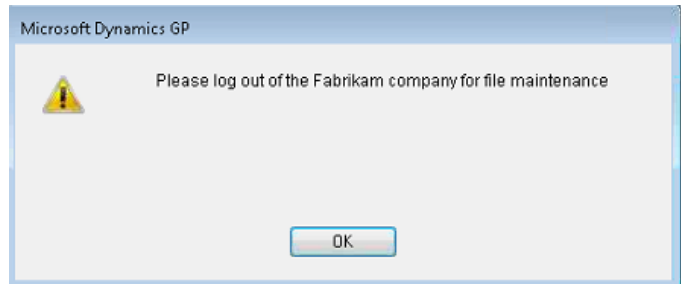 Microsoft Dynamics GP
Please log out of the Fabrikam company for file maintenance
OK